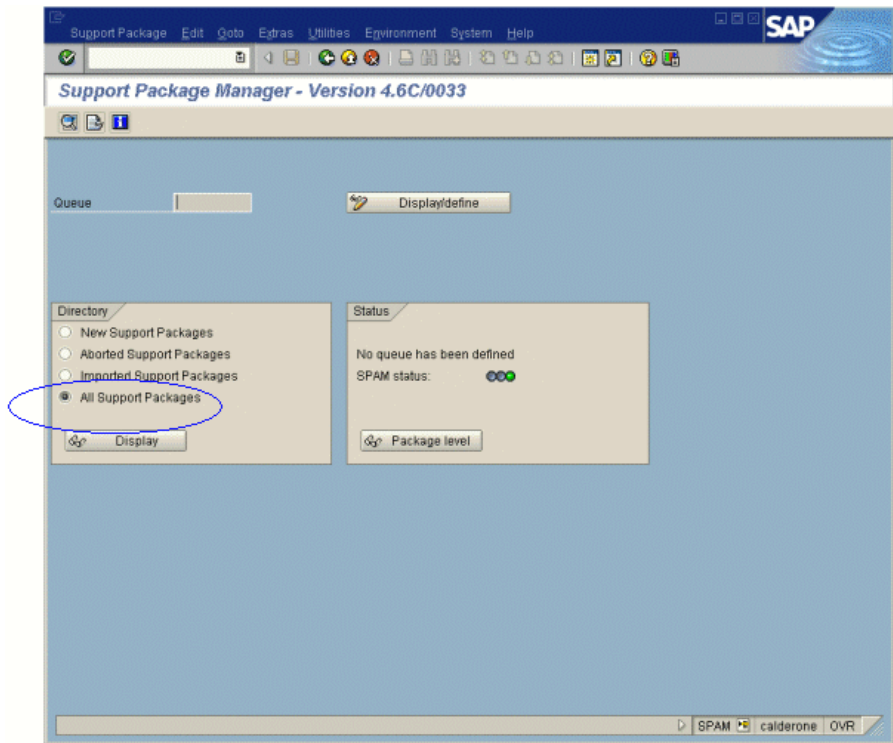 Support Package Edit Goto Extras Utilities Environment System Help
SAP
Support Package Manager - Version 4.6C/0033
Queue
Display/define
Directory
New Support Packages
Aborted Support Packages
Imported Support Packages
All Support Packages
Display
Status
No queue has been defined
SPAM status:
Package level
SPAM calderone OVR